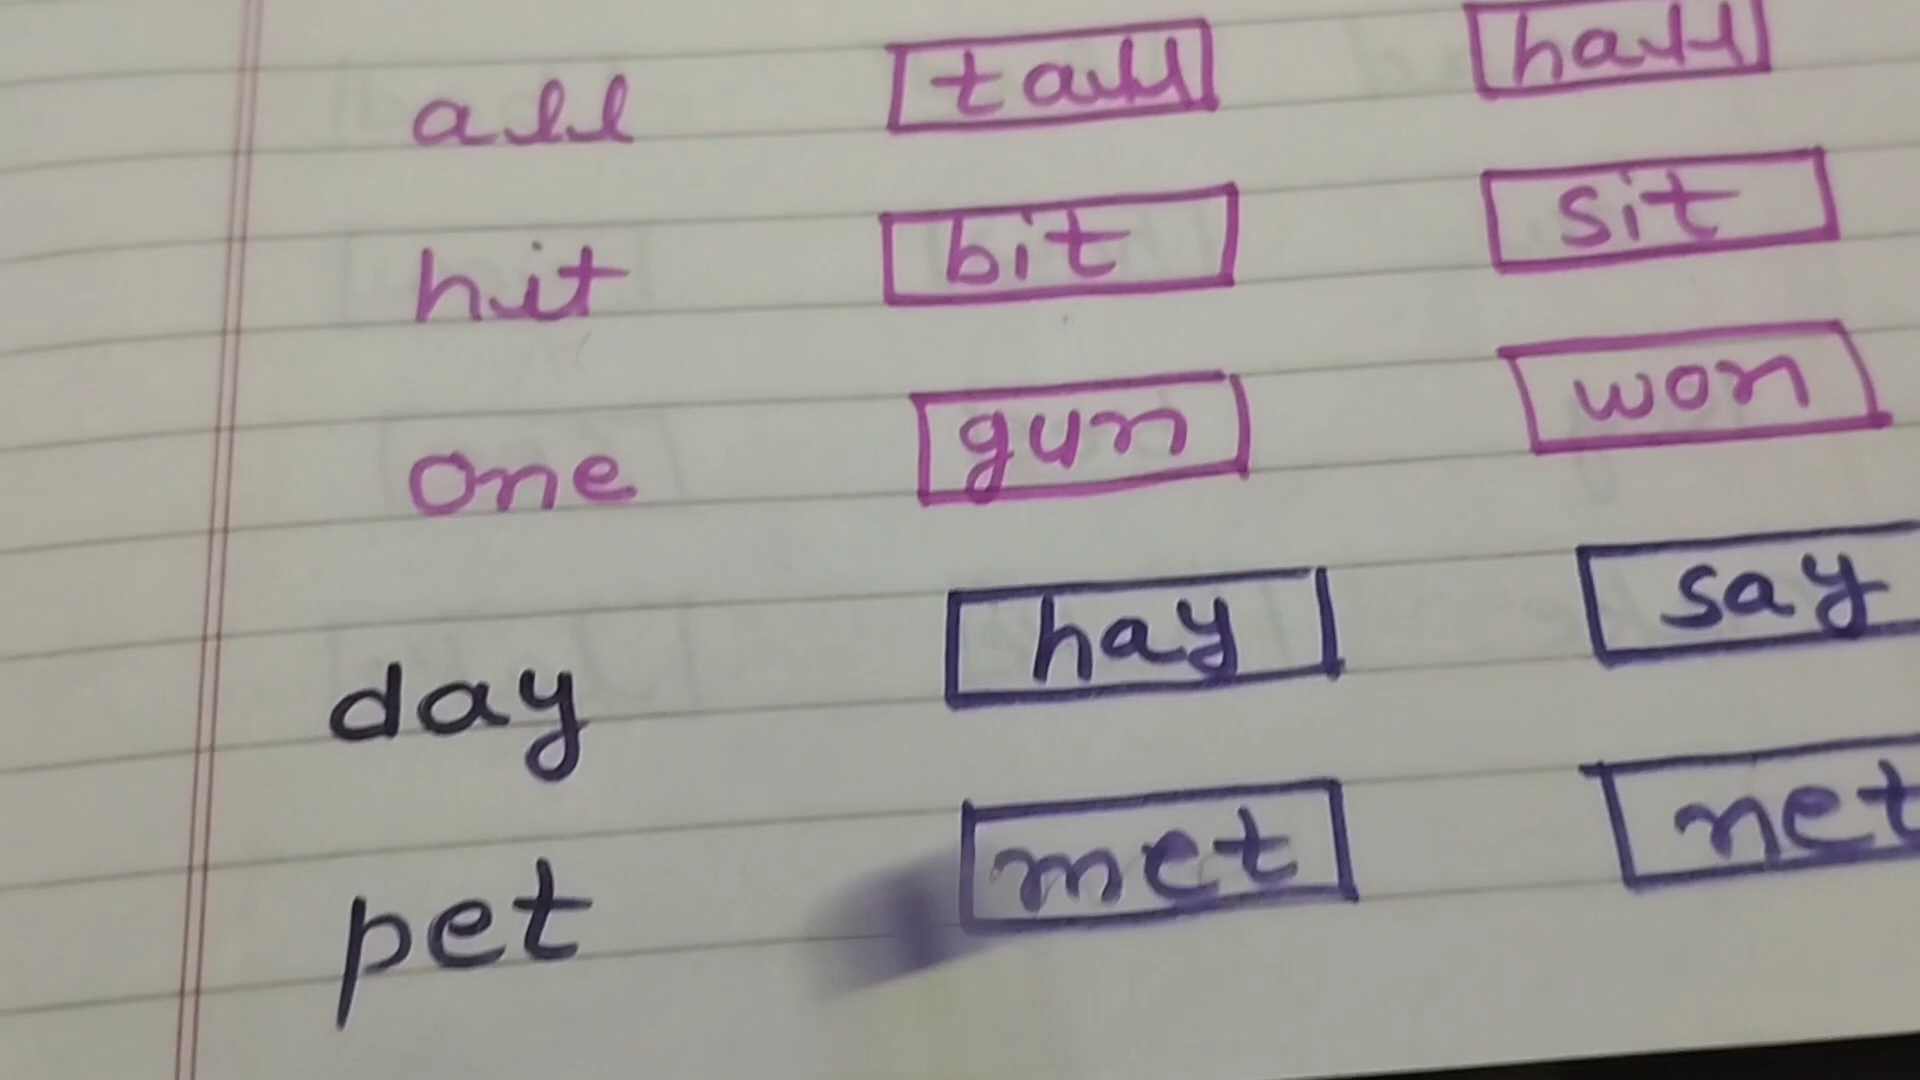 all tall hall
hit bit sit
one gun won
day hay say
pet met net